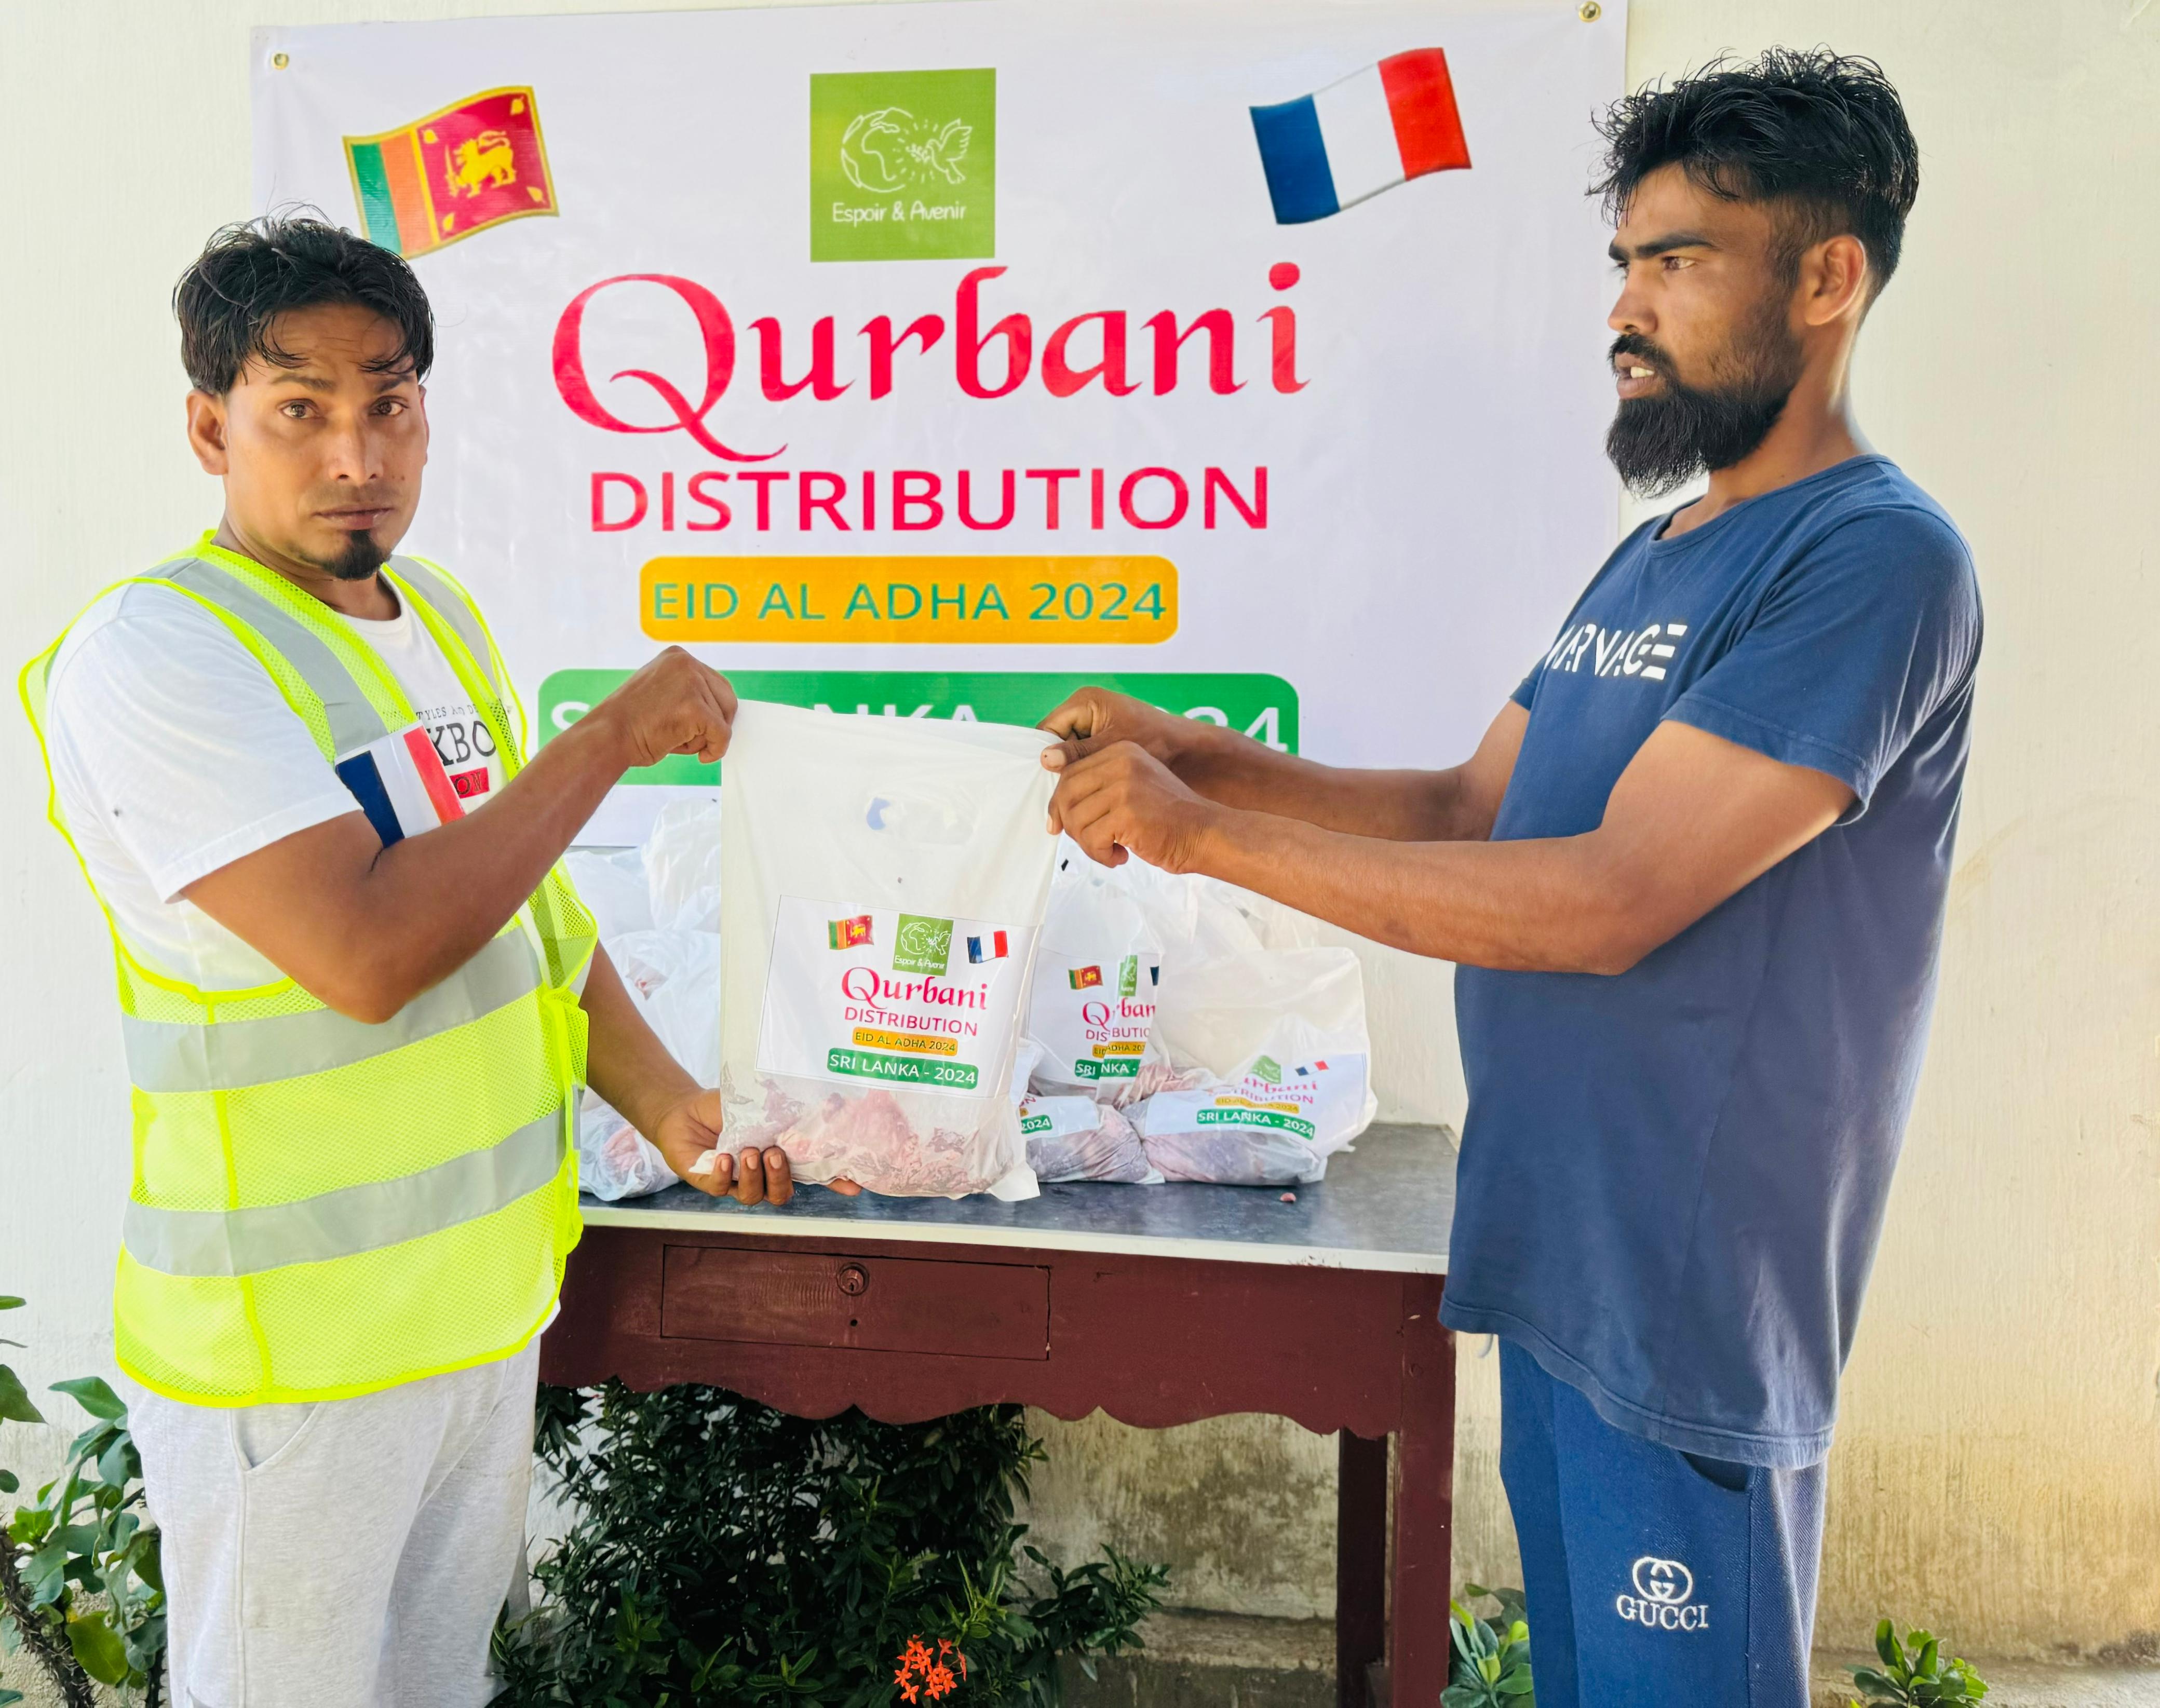 Espoir & Avenir
Qurbani
DISTRIBUTION
EID AL ADHA 2024
Espoir & Avenir
Qurbani
DISTRIBUTION
EID AL ADHA 2024
SRI LANKA - 2024
SRI LANKA - 2024
2024
GUCCI